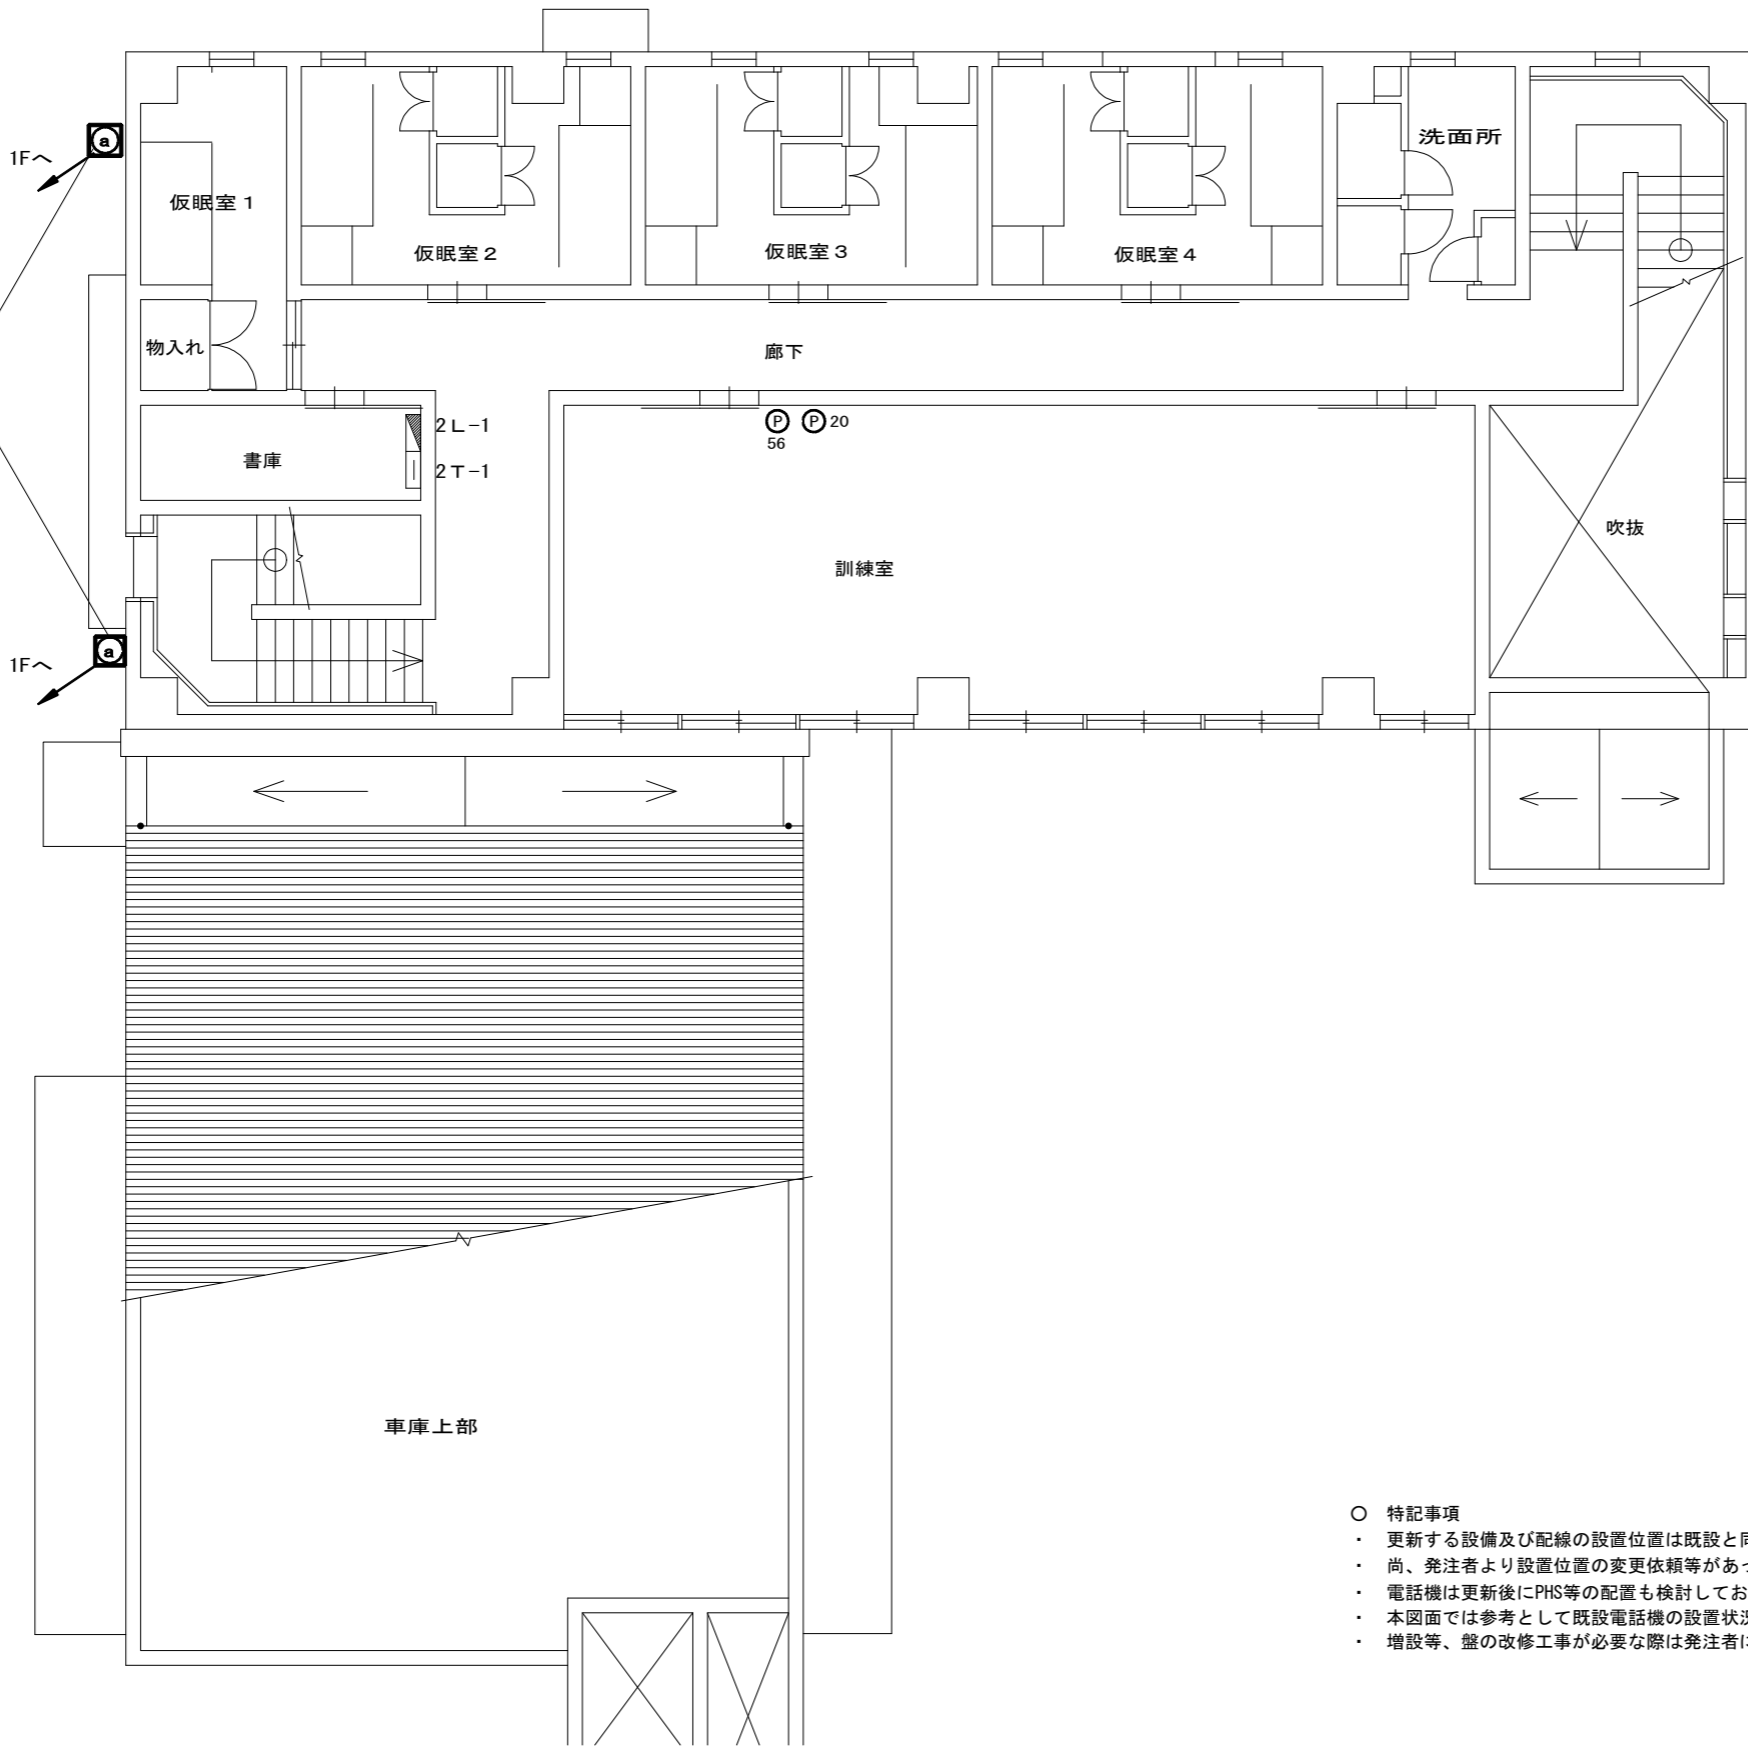 a
1Fへ
仮眠室1
仮眠室2
仮眠室3
仮眠室4
洗面所
物入れ
廊下
2L-1
P P 20
56
書庫
2T-1
吹抜
訓練室
a
1Fへ
車庫上部
○ 特記事項
・ 更新する設備及び配線の設置位置は既設と同
・ 尚、発注者より設置位置の変更依頼等があっ
・ 電話機は更新後にPHS等の配置も検討してお
・ 本図面では参考として既設電話機の設置状況
・ 増設等、盤の改修工事が必要な際は発注者に